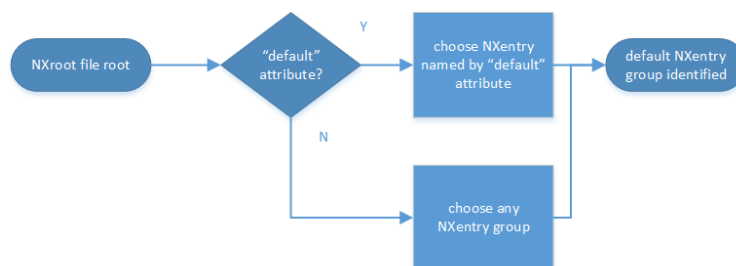 NXroot file root
“default”
attribute?
Y
choose NXentry
named by “default”
attribute
default NXentry
group identified
N
choose any
NXentry group